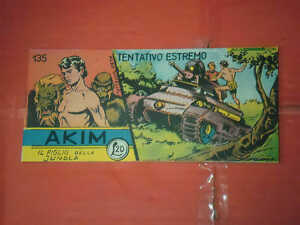 135
TENTATIVO ESTREMO
AKIM
IL FIGLIO DELLA
JUNGLA
£20